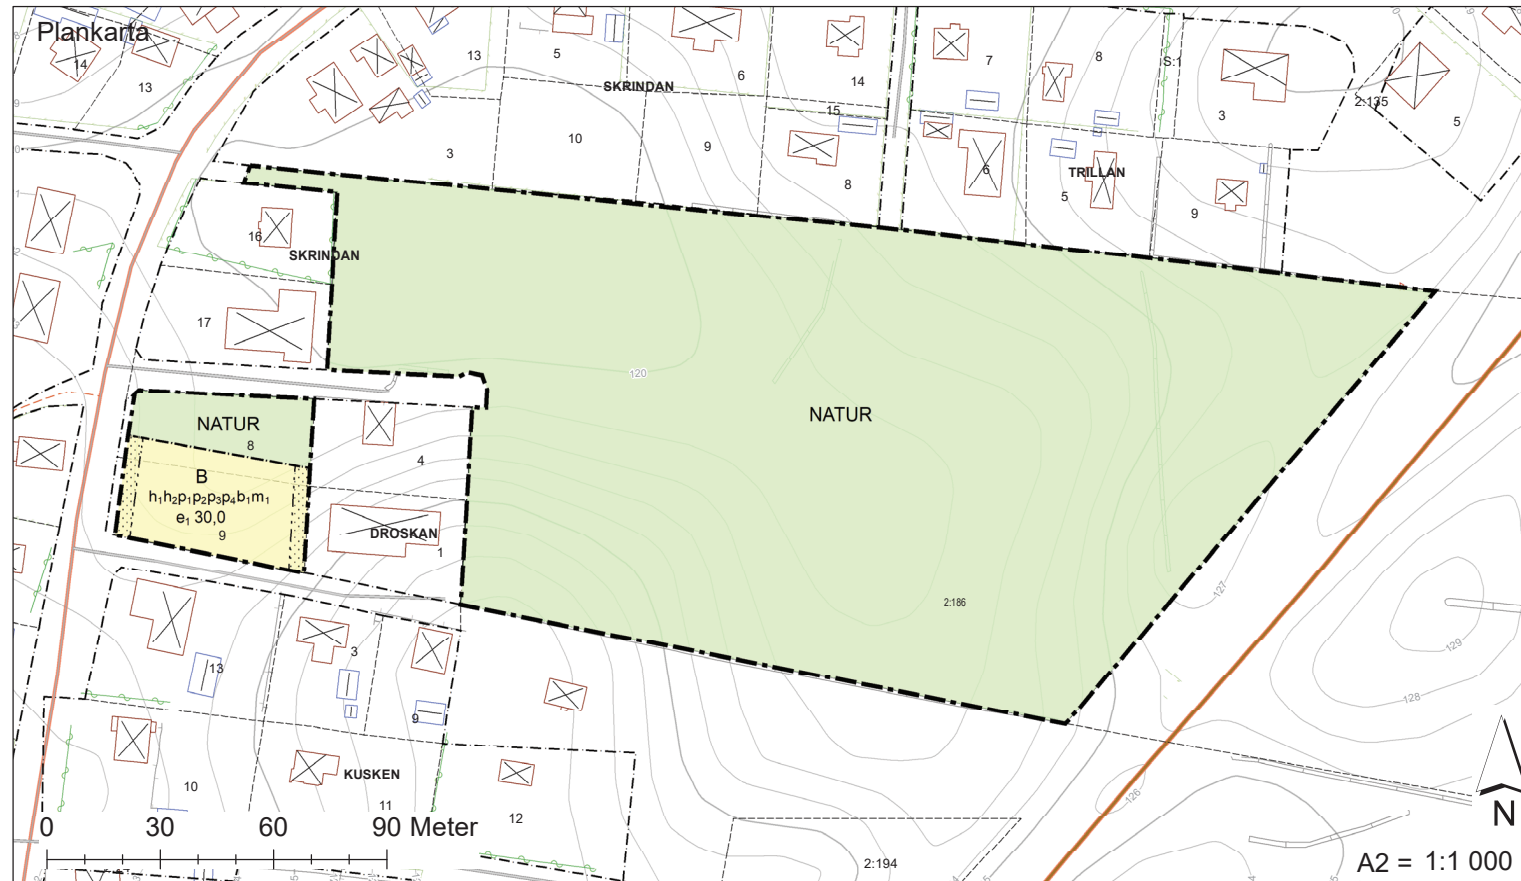 Plankarta
14
13
13
5
SKRINDAN
6
14
15
7
8
S:1
3
2:135
5
3
10
9
8
6
TRILLAN
5
9
16
SKRINDAN
17
120
NATUR
8
4
NATUR
B
h₁h₂p₁p₂p₃p₄b₁m₁
e₁ 30,0
9
DROSKAN
1
2:186
127
129
128
126
13
3
9
10
KUSKEN
11
12
2:194
0 30 60 90 Meter
N
A2 = 1:1 000